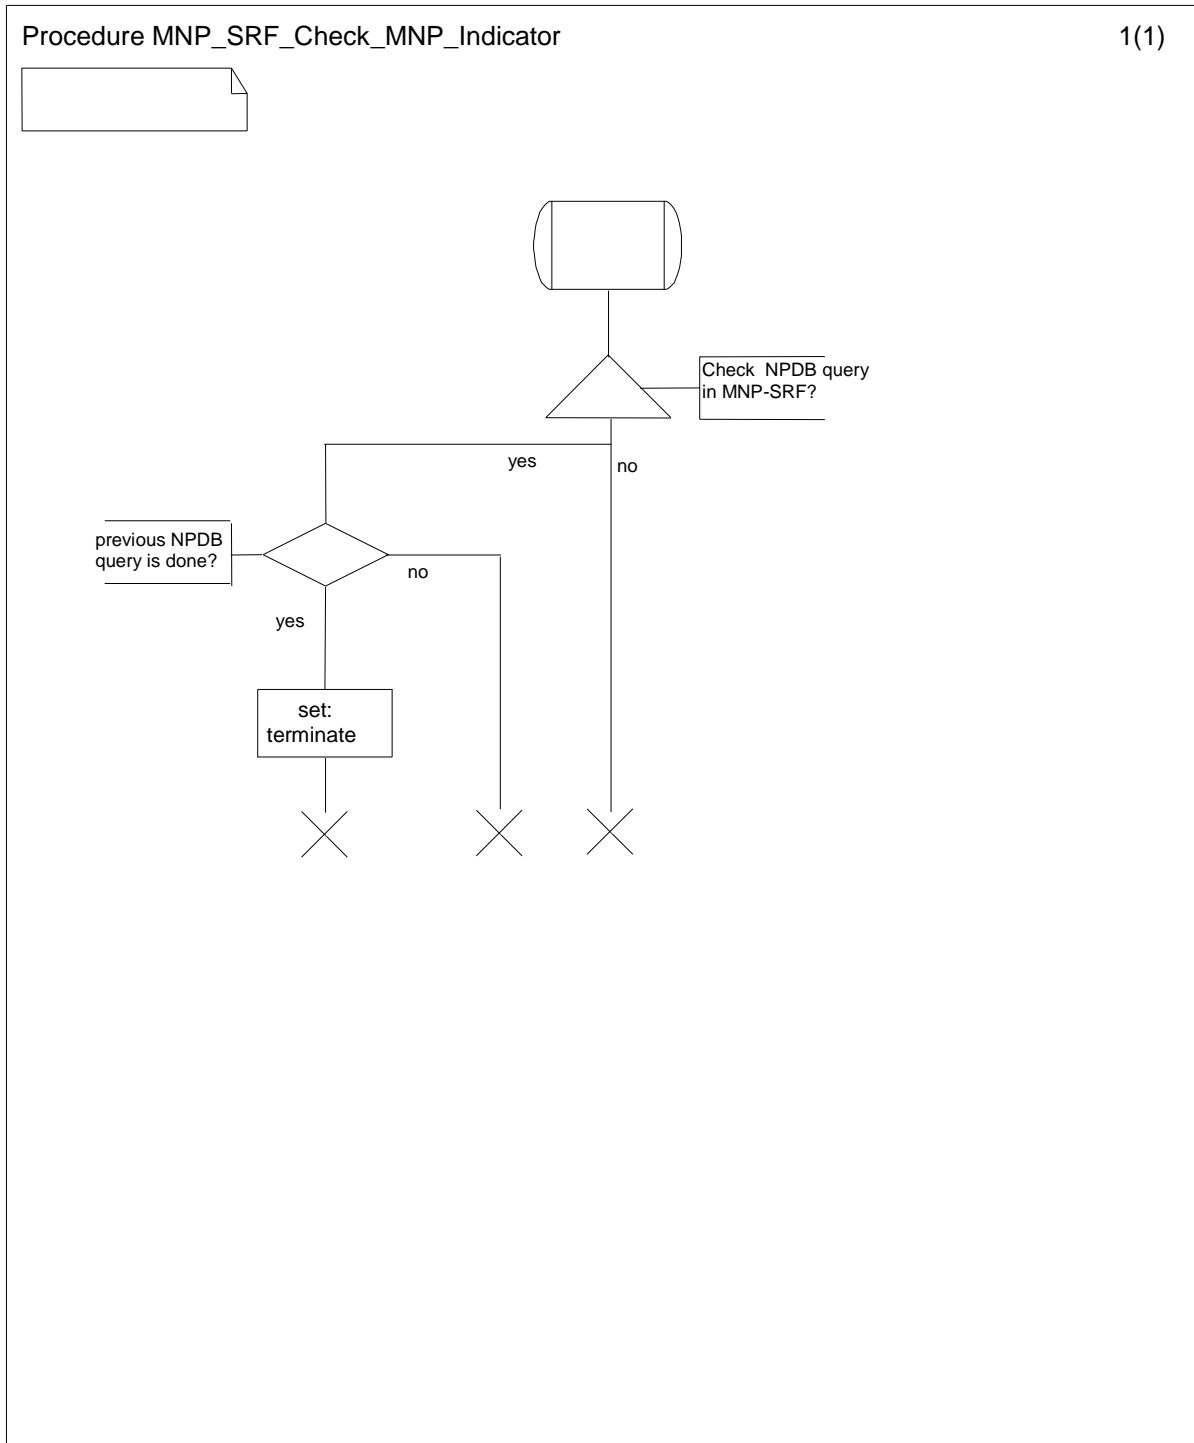 Procedure MNP_SRF_Check_MNP_Indicator
1(1)
Check  NPDB query
in MNP-SRF?
yes
no
previous NPDB
query is done?
no
yes
set:
terminate